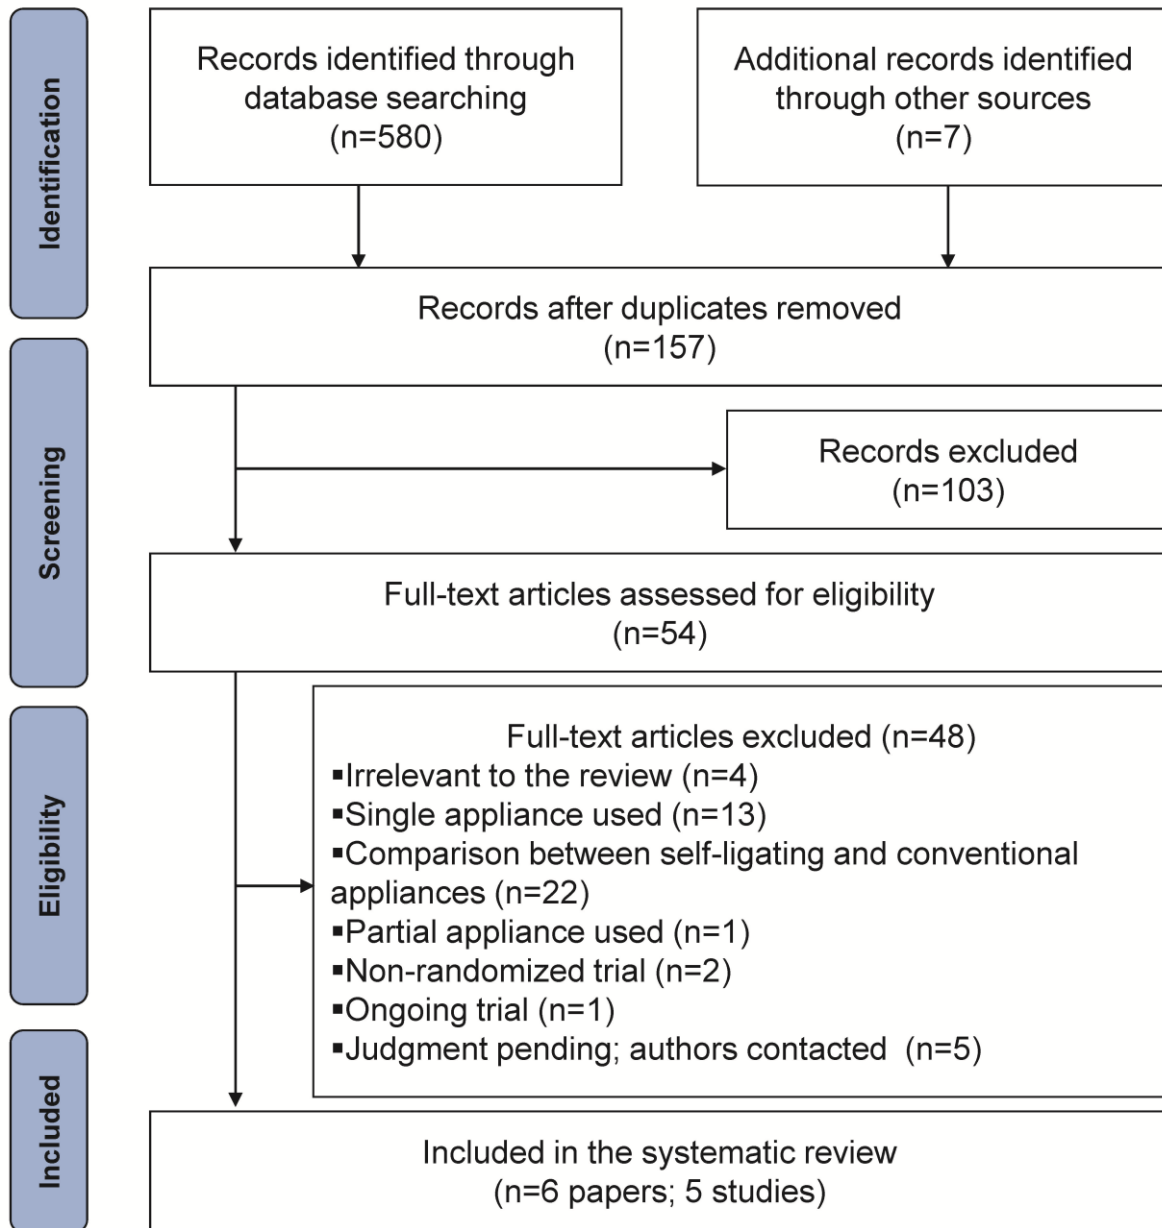 Identification
Records identified through
database searching
(n=580)
Additional records identified
through other sources
(n=7)
Records after duplicates removed
(n=157)
Screening
Records excluded
(n=103)
Full-text articles assessed for eligibility
(n=54)
Eligibility
Full-text articles excluded (n=48)
▪Irrelevant to the review (n=4)
▪Single appliance used (n=13)
▪Comparison between self-ligating and conventional
appliances (n=22)
▪Partial appliance used (n=1)
▪Non-randomized trial (n=2)
▪Ongoing trial (n=1)
▪Judgment pending; authors contacted (n=5)
Included
Included in the systematic review
(n=6 papers; 5 studies)